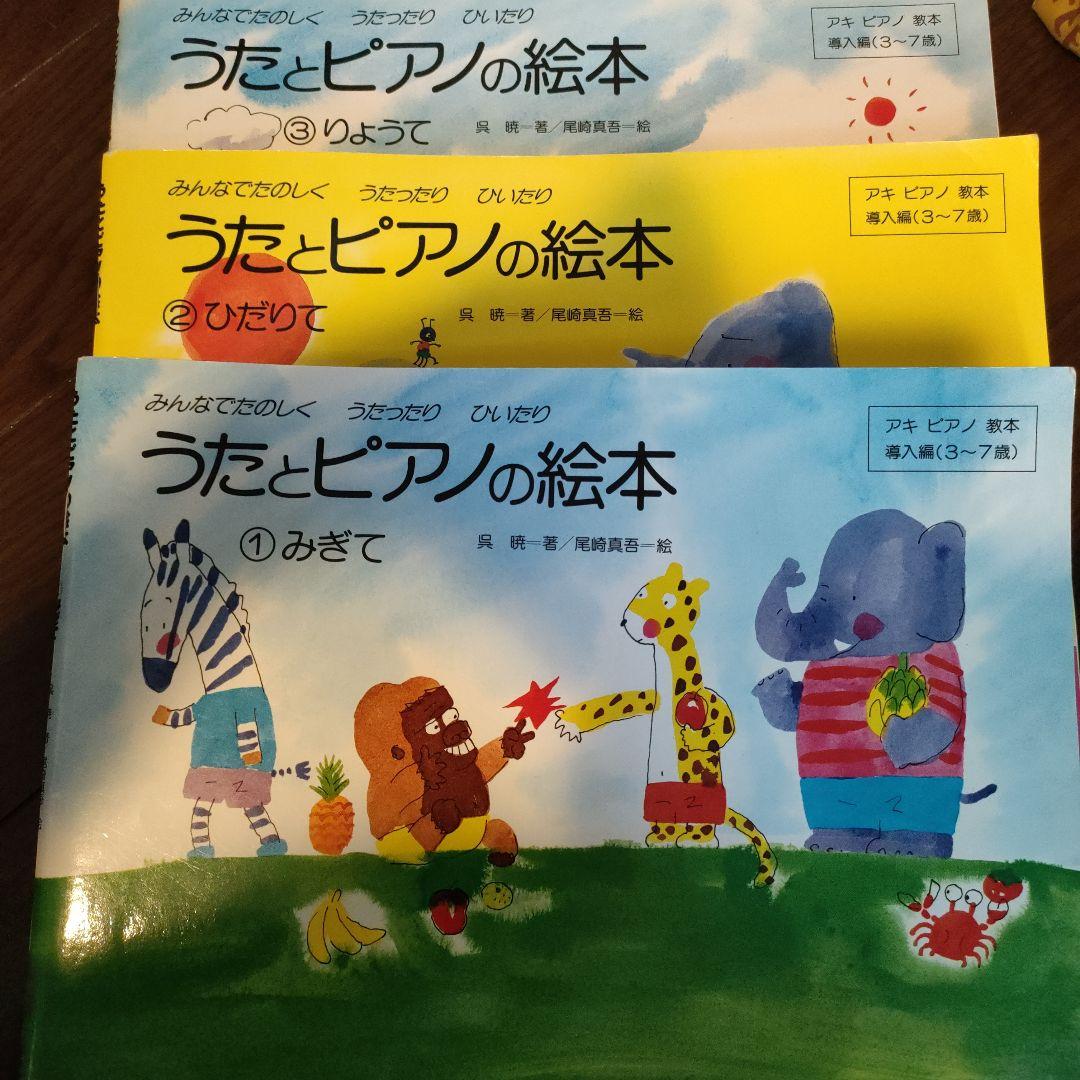 みんなでたのしく うたったり ひいたり
うたとピアノの絵本
③りょうて
呉 暁=著/尾崎真吾=絵
アキ ピアノ 教本
導入編(3〜7歳)
みんなでたのしく うたったり ひいたり
うたとピアノの絵本
②ひだりて
呉 暁=著/尾崎真吾=絵
アキ ピアノ 教本
導入編(3〜7歳)
みんなでたのしく うたったり ひいたり
うたとピアノの絵本
①みぎて
呉 暁=著/尾崎真吾=絵
アキ ピアノ 教本
導入編(3〜7歳)